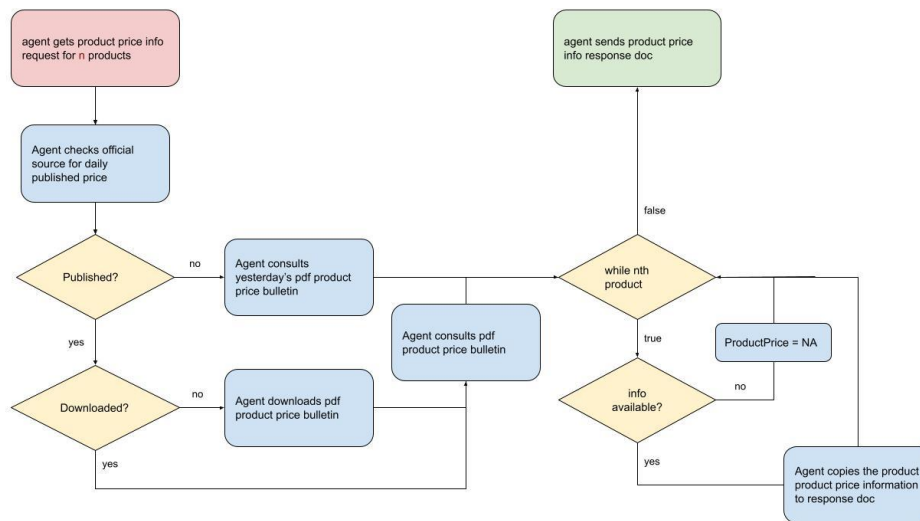 agent gets product price info
request for n products
agent sends product price
info response doc
Agent checks official
source for daily
published price
false
Published?
no
Agent consults
yesterday's pdf product
price bulletin
while nth
product
yes
Agent consults pdf
product price bulletin
true
ProductPrice = NA
Downloaded?
no
Agent downloads pdf
product price bulletin
info
available?
no
yes
yes
Agent copies the product
product price information
to response doc